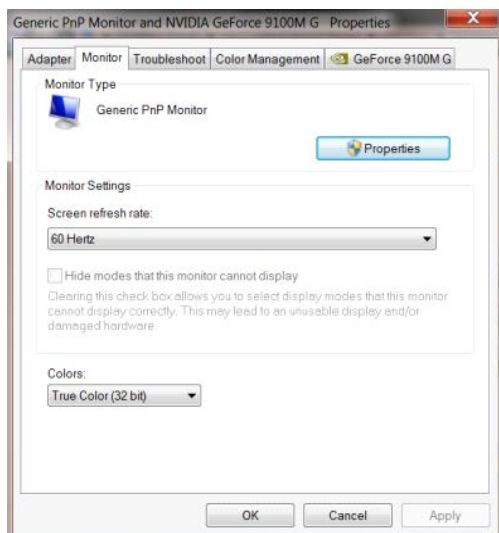 Generic PnP Monitor and NVIDIA GeForce 9100M G Properties
Adapter Monitor Troubleshoot Color Management GeForce 9100M G
Monitor Type
Generic PnP Monitor
Properties
Monitor Settings
Screen refresh rate:
60 Hertz
Hide modes that this monitor cannot display
Clearing this check box allows you to select display modes that this monitor
cannot display correctly. This may lead to an unusable display and/or
damaged hardware.
Colors:
True Color (32 bit)
OK Cancel Apply